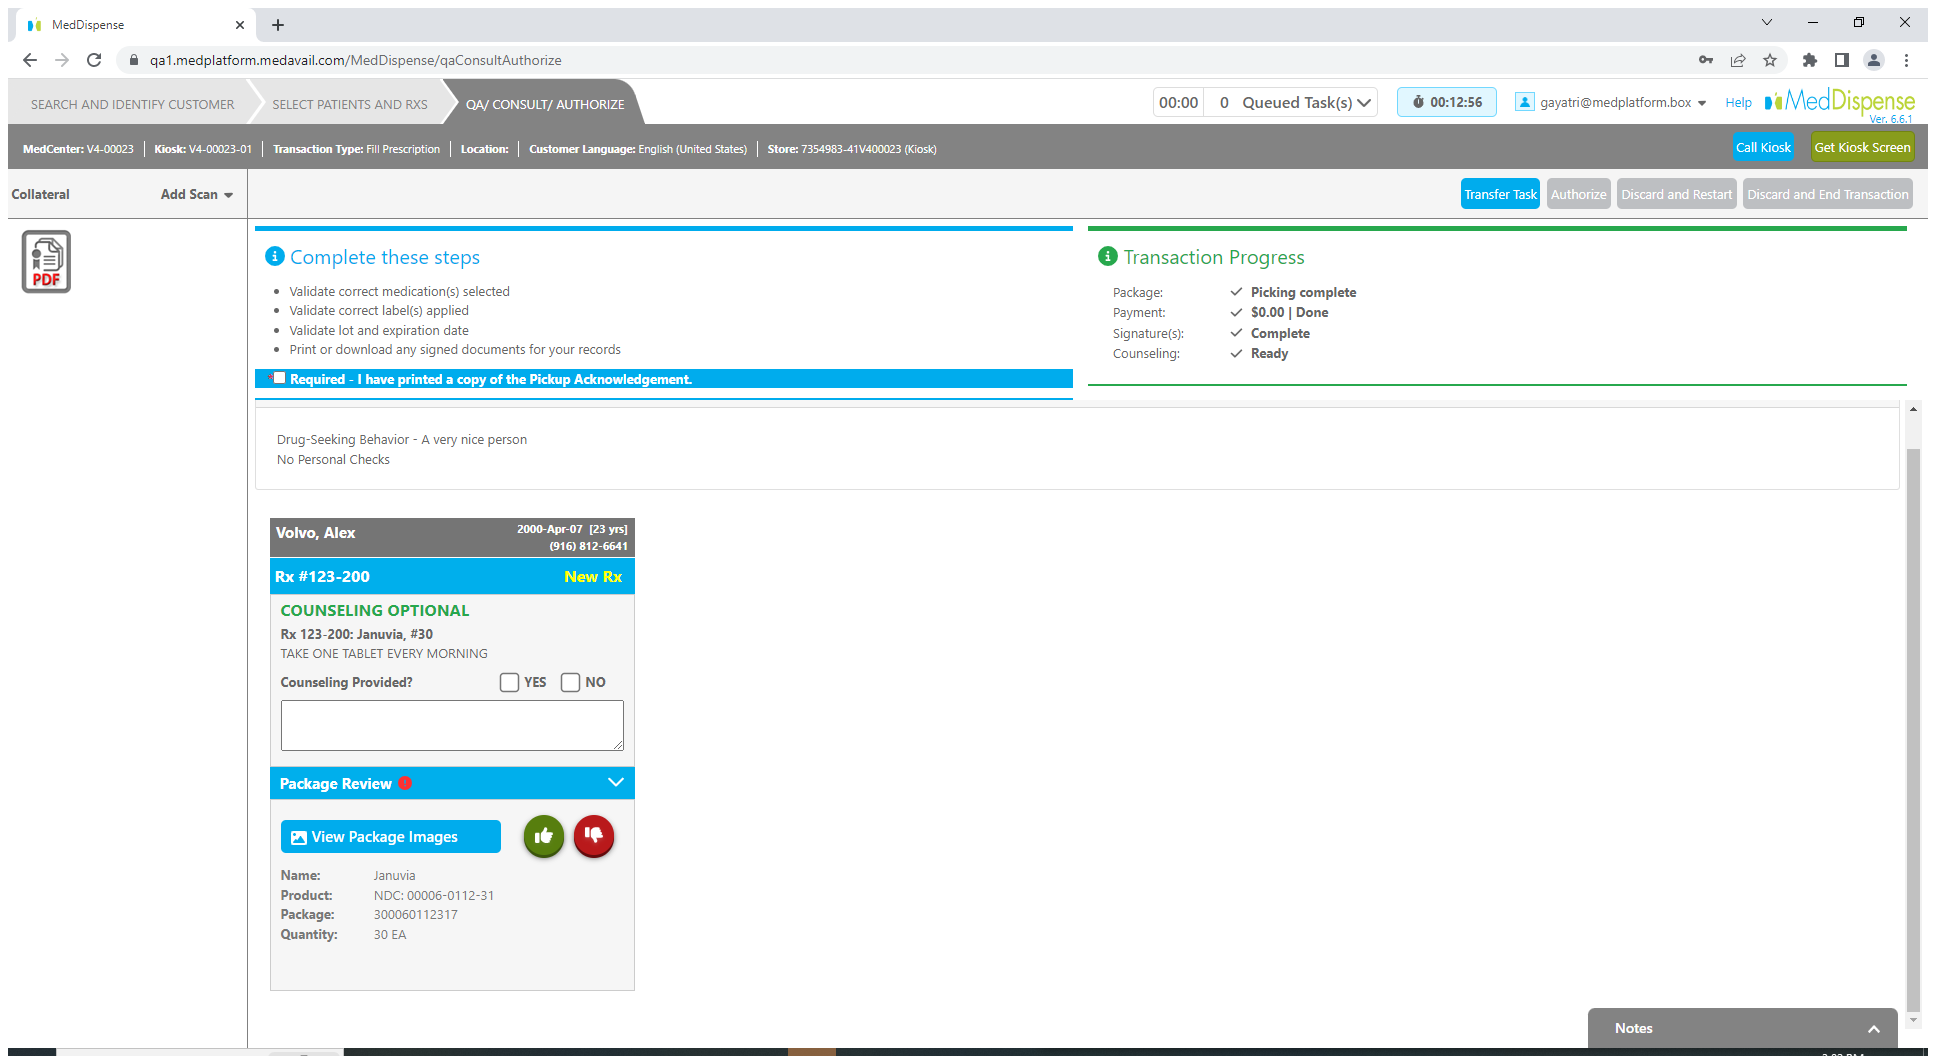 MedDispense
qa1.medplatform.medavail.com/MedDispense/qaConsultAuthorize
SEARCH AND IDENTIFY CUSTOMER
SELECT PATIENTS AND RXS
QA/ CONSULT/ AUTHORIZE
00:00 0 Queued Task(s)
00:12:56
gayatri@medplatform.box
Help
MedDispense
Ver. 6.6.1
MedCenter: V4-00023
Kiosk: V4-00023-01
Transaction Type: Fill Prescription
Location:
Customer Language: English (United States)
Store: 7354983-41V400023 (Kiosk)
Call Kiosk
Get Kiosk Screen
Collateral
Add Scan
Transfer Task
Authorize
Discard and Restart
Discard and End Transaction
PDF
Complete these steps
Validate correct medication(s) selected
Validate correct label(s) applied
Validate lot and expiration date
Print or download any signed documents for your records
* Required - I have printed a copy of the Pickup Acknowledgement.
Transaction Progress
Package: Picking complete
Payment: $0.00 | Done
Signature(s): Complete
Counseling: Ready
Drug-Seeking Behavior - A very nice person
No Personal Checks
Volvo, Alex
2000-Apr-07 [23 yrs]
(916) 812-6641
Rx #123-200
New Rx
COUNSELING OPTIONAL
Rx 123-200: Januvia, #30
TAKE ONE TABLET EVERY MORNING
Counseling Provided? YES NO
Package Review
View Package Images
Name: Januvia
Product: NDC: 00006-0112-31
Package: 300060112317
Quantity: 30 EA
Notes